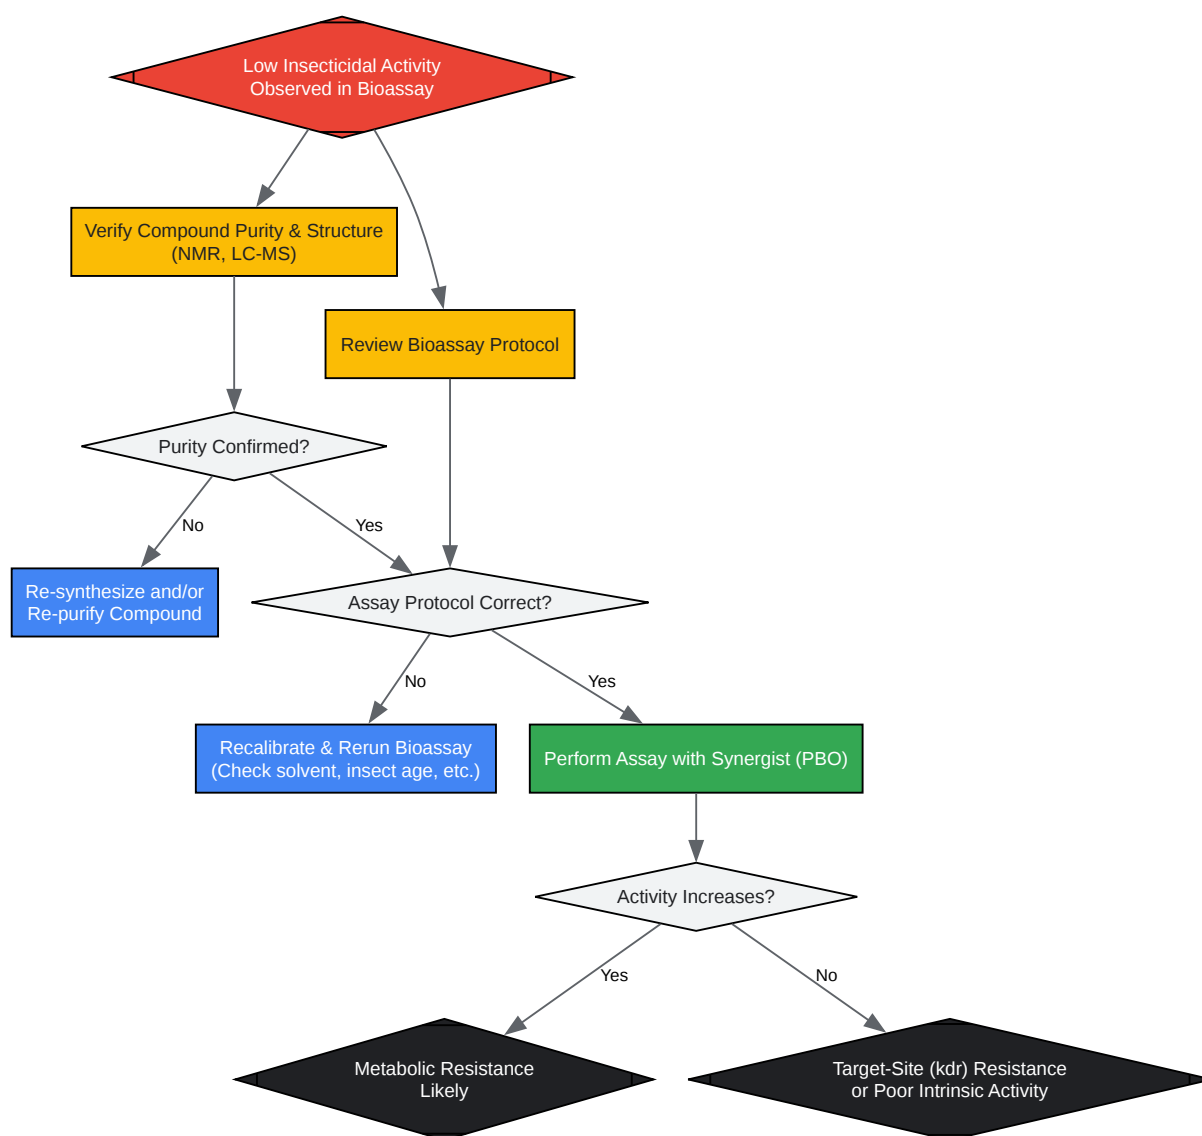 Low Insecticidal Activity
Observed in Bioassay
Verify Compound Purity & Structure
(NMR, LC-MS)
Review Bioassay Protocol
Purity Confirmed?
No
Yes
Re-synthesize and/or
Re-purify Compound
Assay Protocol Correct?
No
Yes
Recalibrate & Rerun Bioassay
(Check solvent, insect age, etc.)
Perform Assay with Synergist (PBO)
Activity Increases?
Yes
No
Metabolic Resistance
Likely
Target-Site (kdr) Resistance
or Poor Intrinsic Activity